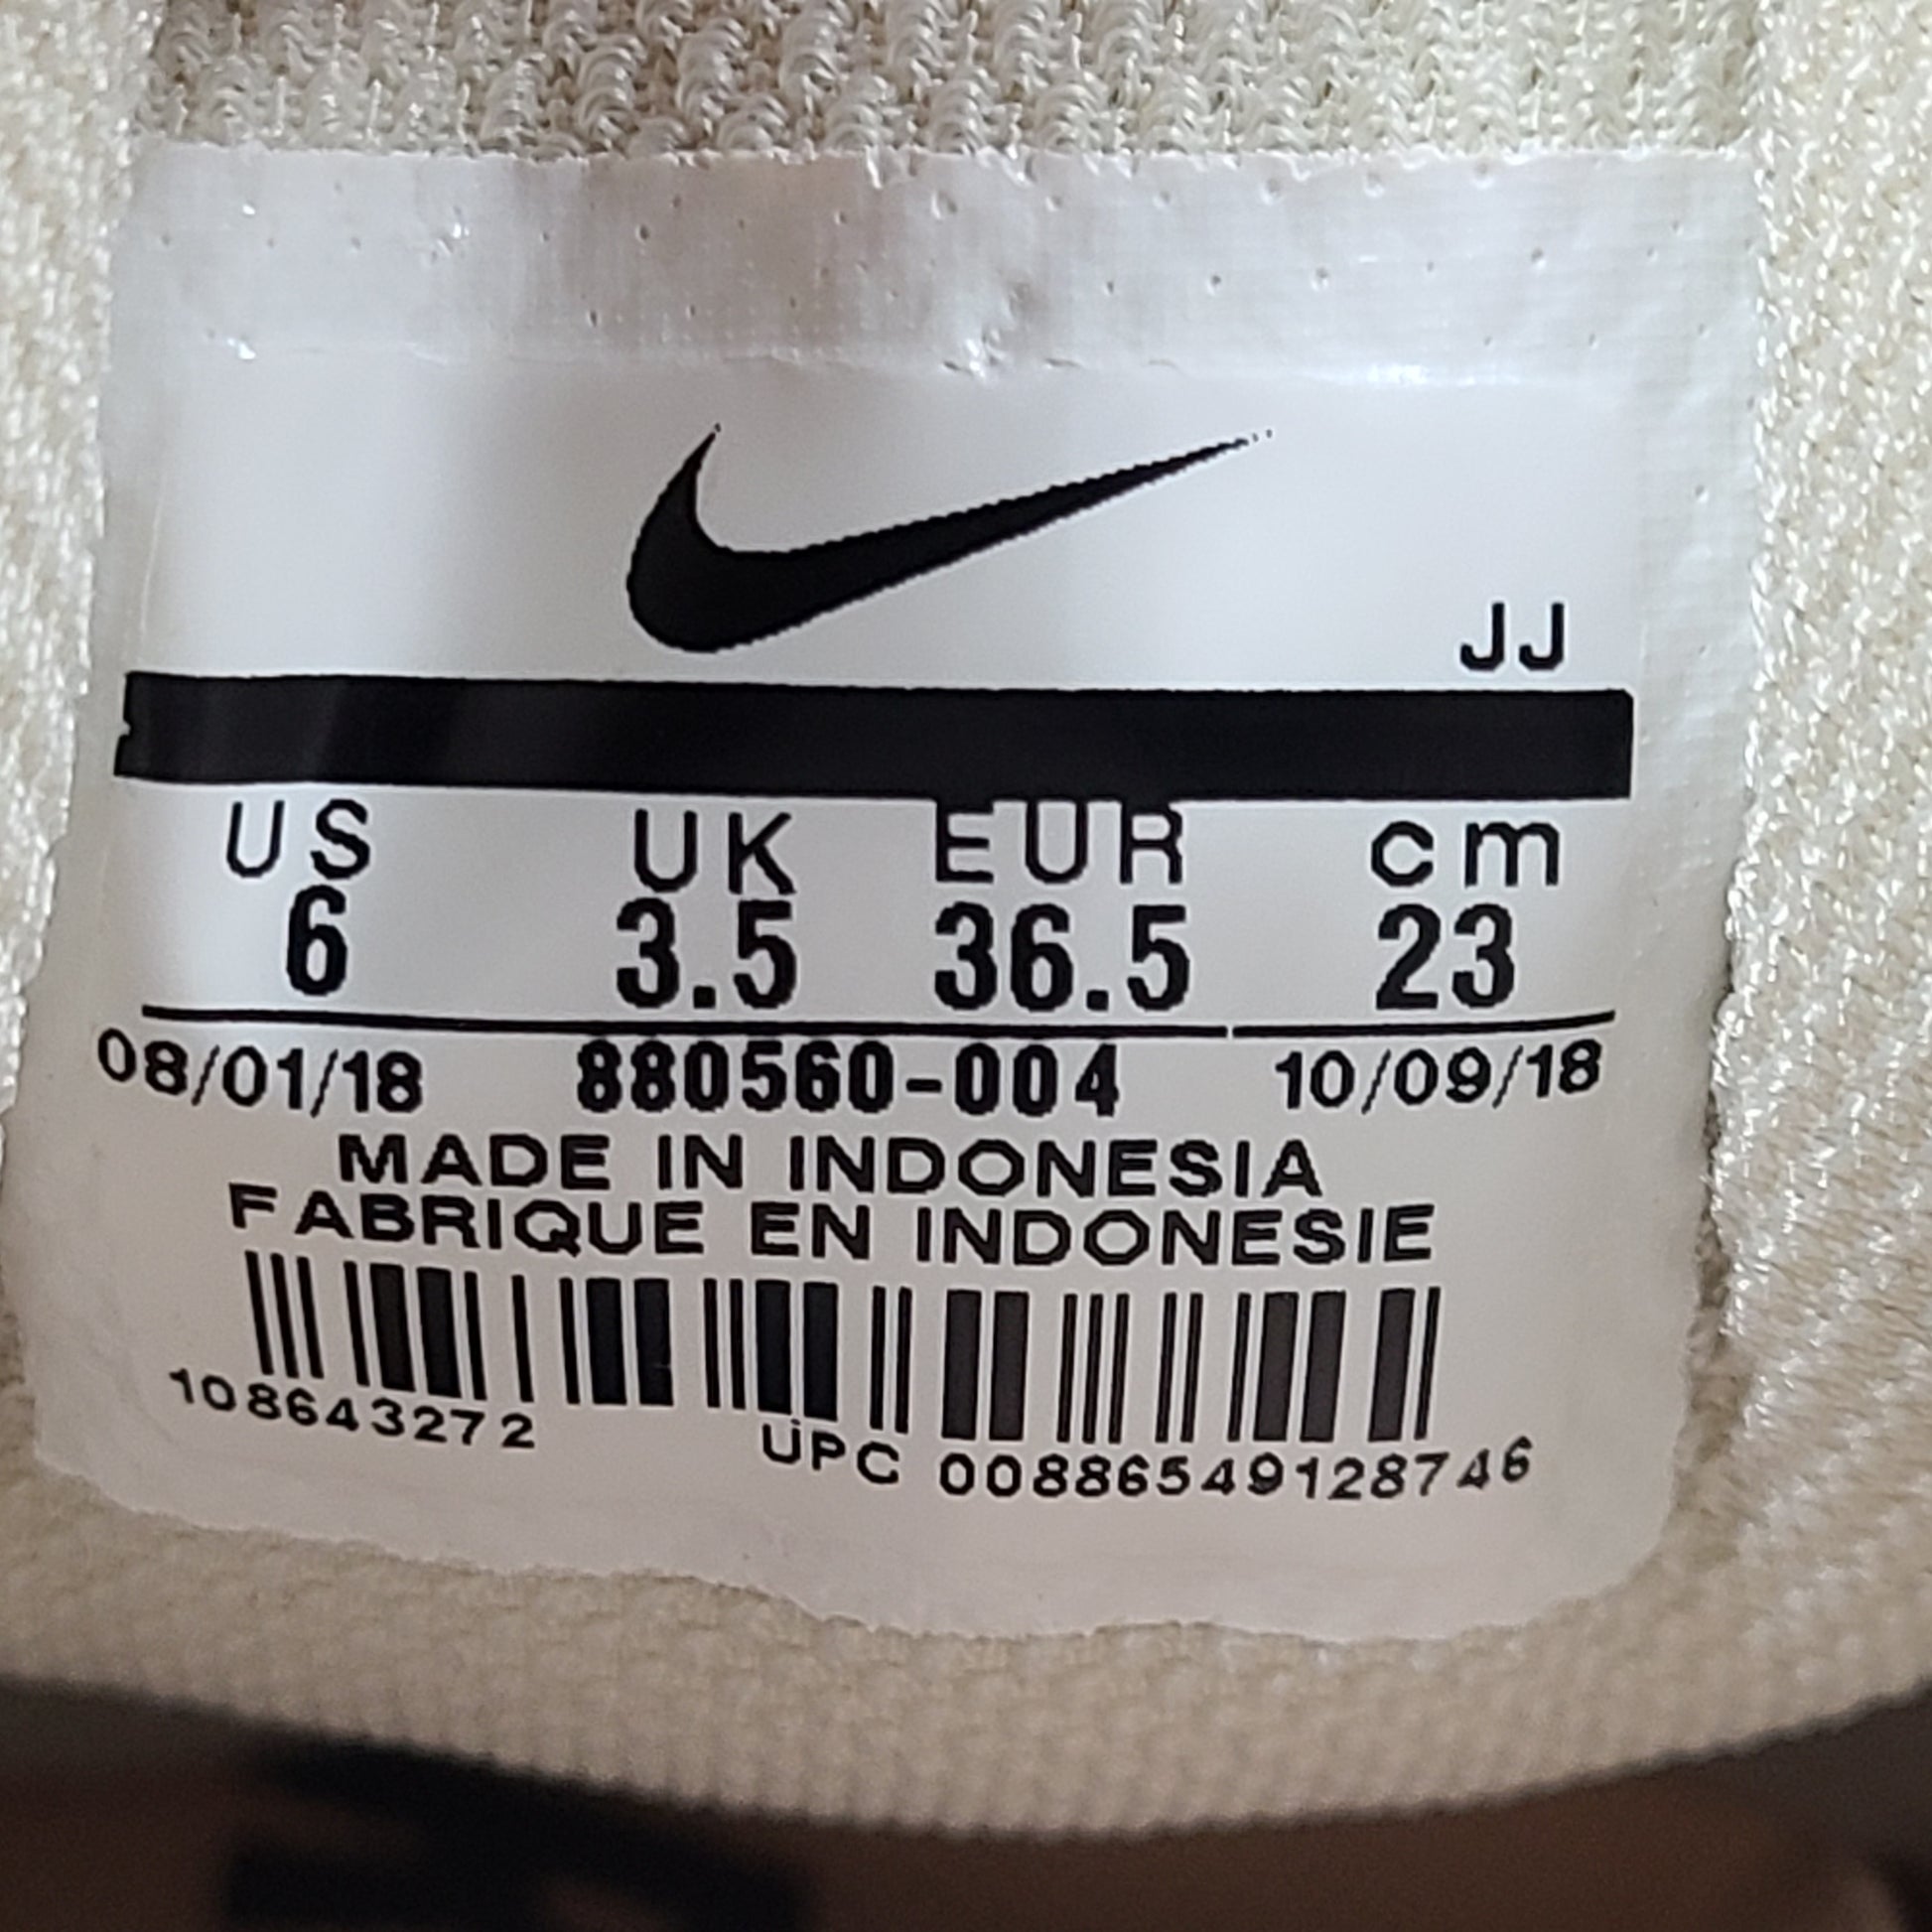 JJ
US UK EUR cm
6 3.5 36.5 23
08/01/18 880560-004 10/09/18
MADE IN INDONESIA
FABRIQUE EN INDONESIE
108643272 UPC 00886549128746